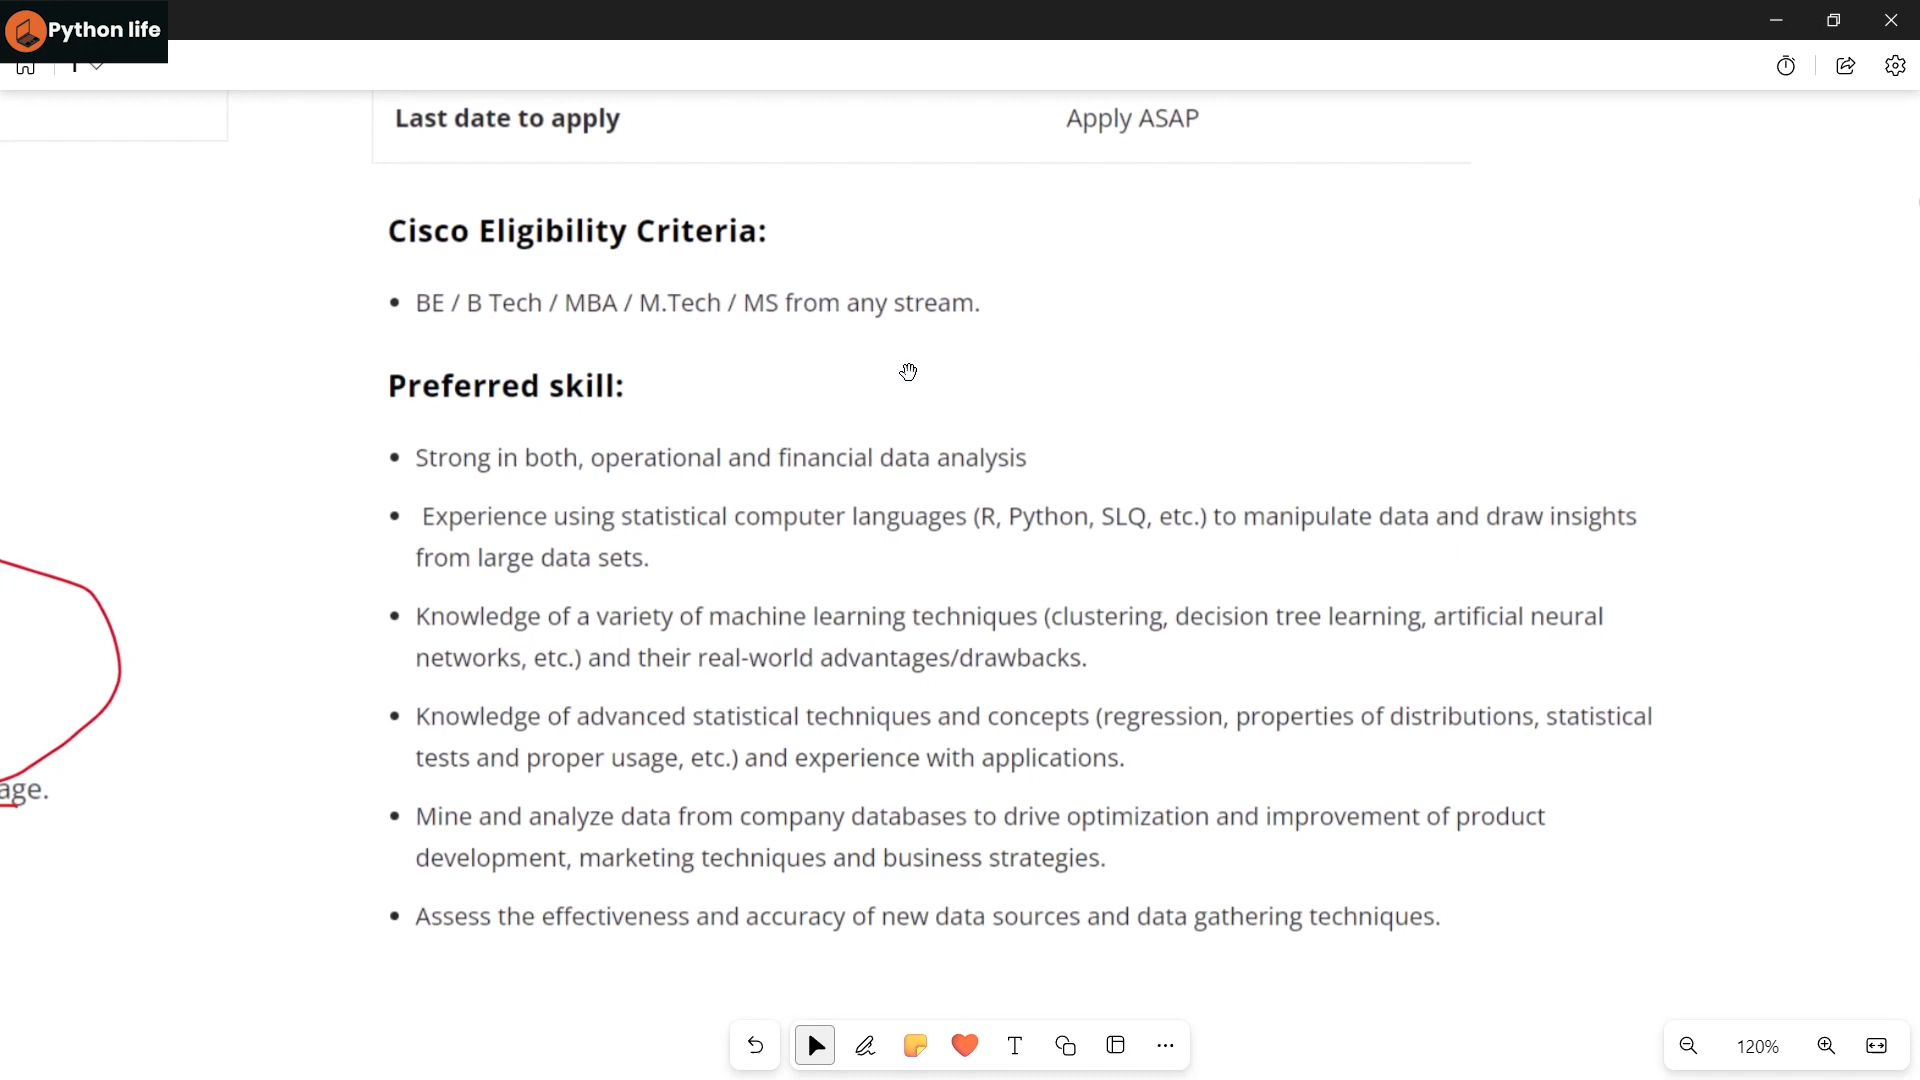 Python life
Last date to apply Apply ASAP
Cisco Eligibility Criteria:
• BE / B Tech / MBA / M.Tech / MS from any stream.
Preferred skill:
• Strong in both, operational and financial data analysis
• Experience using statistical computer languages (R, Python, SLQ, etc.) to manipulate data and draw insights
from large data sets.
• Knowledge of a variety of machine learning techniques (clustering, decision tree learning, artificial neural
networks, etc.) and their real-world advantages/drawbacks.
• Knowledge of advanced statistical techniques and concepts (regression, properties of distributions, statistical
tests and proper usage, etc.) and experience with applications.
age.
• Mine and analyze data from company databases to drive optimization and improvement of product
development, marketing techniques and business strategies.
• Assess the effectiveness and accuracy of new data sources and data gathering techniques.
120%